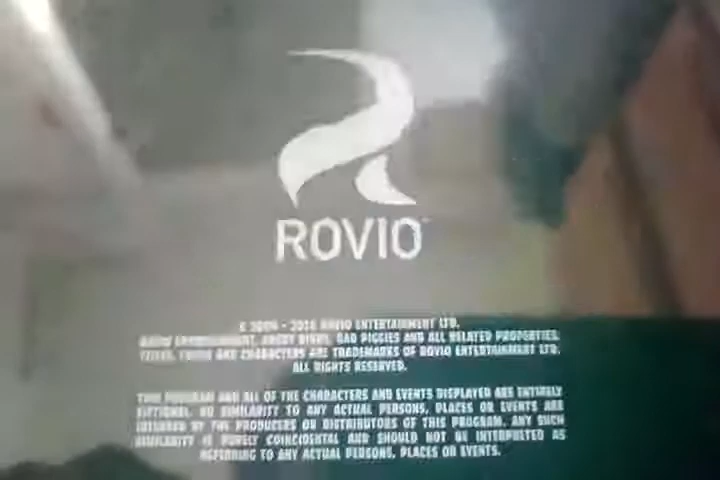 ROVIO
ROVIO ENTERTAINMENT LTD.
ROVIO ENTERTAINMENT, ANGRY BIRDS, BAD PIGGIES AND ALL RELATED PROPERTIES,
TITLES, LOGOS AND CHARACTERS ARE TRADEMARKS OF ROVIO ENTERTAINMENT LTD.
ALL RIGHTS RESERVED.
THIS PROGRAM AND ALL OF THE CHARACTERS AND EVENTS DISPLAYED ARE ENTIRELY
FICTIONAL. NO SIMILARITY TO ANY ACTUAL PERSONS, PLACES OR EVENTS ARE
INTENDED BY THE PRODUCERS OR DISTRIBUTORS OF THIS PROGRAM. ANY SUCH
SIMILARITY IS PURELY COINCIDENTAL AND SHOULD NOT BE INTERPRETED AS
REFERRING TO ANY ACTUAL PERSONS, PLACES OR EVENTS.